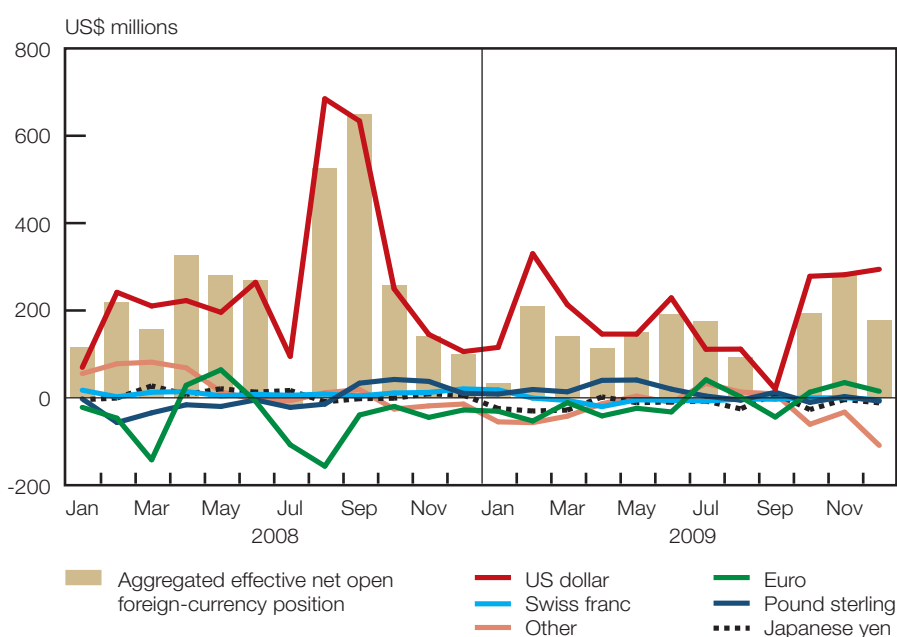 US$ millions
800
600
400
200
0
-200
Jan Mar May Jul Sep Nov Jan Mar May Jul Sep Nov
2008 2009
Aggregated effective net open
foreign-currency position
US dollar
Swiss franc
Other
Euro
Pound sterling
Japanese yen